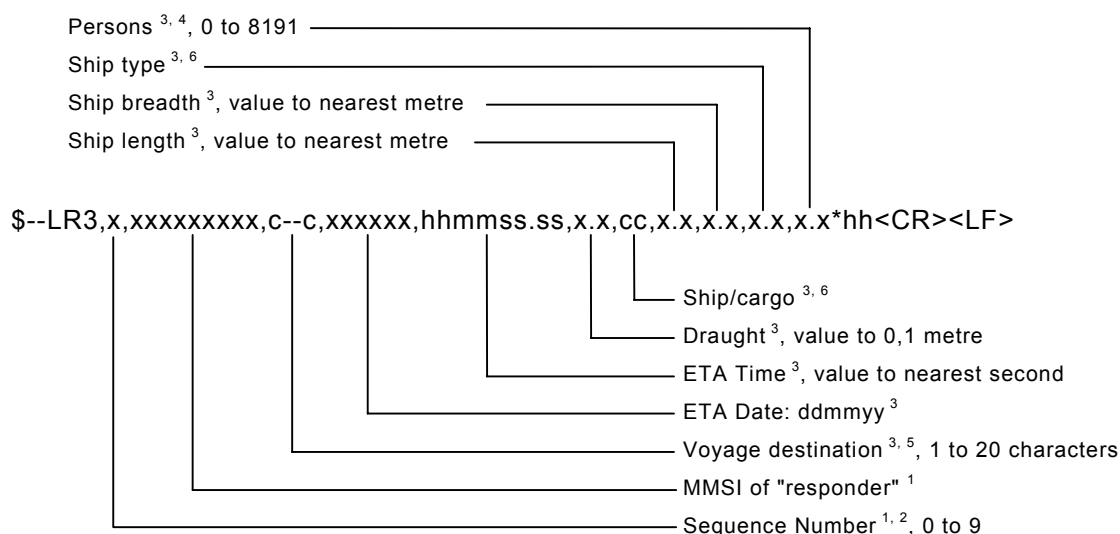 Persons 3, 4, 0 to 8191
Ship type 3, 6
Ship breadth 3, value to nearest metre
Ship length 3, value to nearest metre
$--LR3,x,xxxxxxxxx,c--c,xxxxxx,hhmmss.ss,x.x,cc,x.x,x.x,x.x,x.x*hh<CR><LF>
Ship/cargo 3, 6
Draught 3, value to 0,1 metre
ETA Time 3, value to nearest second
ETA Date: ddmmyy 3
Voyage destination 3, 5, 1 to 20 characters
MMSI of "responder" 1
Sequence Number 1, 2, 0 to 9